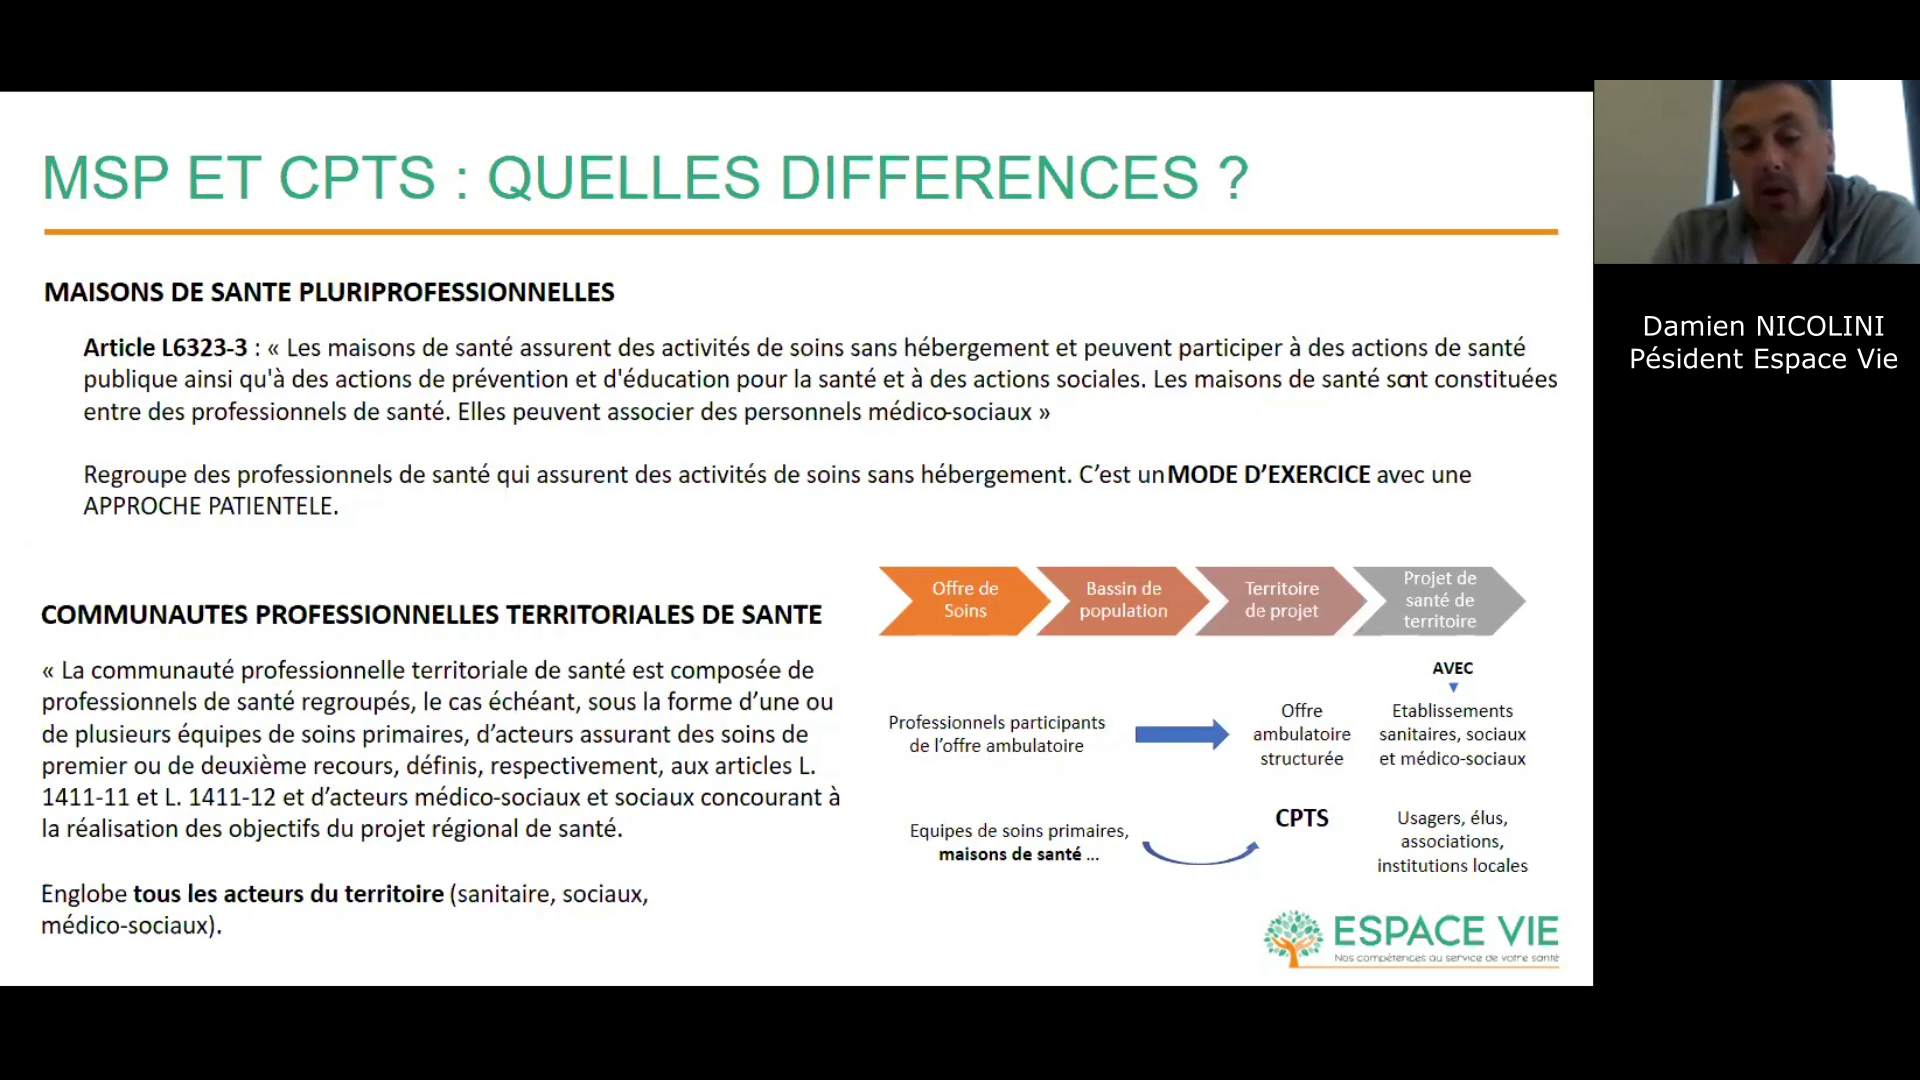 MSP ET CPTS : QUELLES DIFFERENCES ?
MAISONS DE SANTE PLURIPROFESSIONNELLES
Article L6323-3 : « Les maisons de santé assurent des activités de soins sans hébergement et peuvent participer à des actions de santé
publique ainsi qu'à des actions de prévention et d'éducation pour la santé et à des actions sociales. Les maisons de santé sont constituées
entre des professionnels de santé. Elles peuvent associer des personnels médico-sociaux »
Regroupe des professionnels de santé qui assurent des activités de soins sans hébergement. C’est un MODE D’EXERCICE avec une
APPROCHE PATIENTELE.
COMMUNAUTES PROFESSIONNELLES TERRITORIALES DE SANTE
« La communauté professionnelle territoriale de santé est composée de
professionnels de santé regroupés, le cas échéant, sous la forme d’une ou
de plusieurs équipes de soins primaires, d’acteurs assurant des soins de
premier ou de deuxième recours, définis, respectivement, aux articles L.
1411-11 et L. 1411-12 et d’acteurs médico-sociaux et sociaux concourant à
la réalisation des objectifs du projet régional de santé.
Englobe tous les acteurs du territoire (sanitaire, sociaux,
médico-sociaux).
Offre de
Soins
Bassin de
population
Territoire
de projet
Projet de
santé de
territoire
AVEC
Professionnels participants
de l’offre ambulatoire
Offre
ambulatoire
structurée
Etablissements
sanitaires, sociaux
et médico-sociaux
Equipes de soins primaires,
maisons de santé ...
CPTS
Usagers, élus,
associations,
institutions locales
ESPACE VIE
Nos compétences au service de votre santé
Damien NICOLINI
Pésident Espace Vie